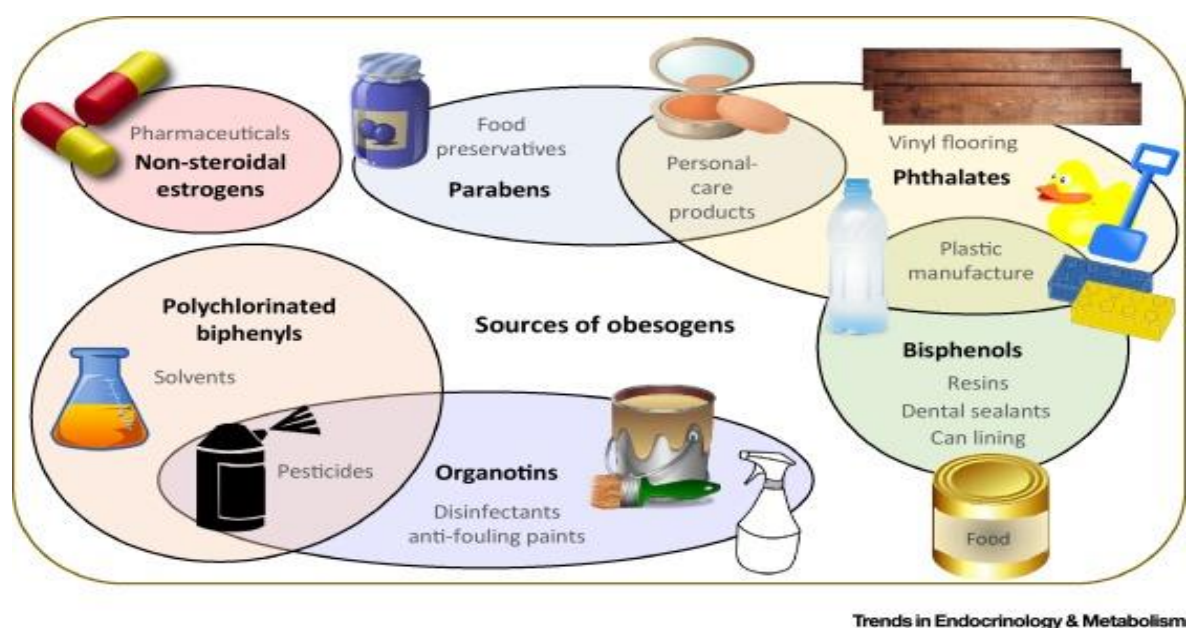 Pharmaceuticals
Non-steroidal
estrogens
Food
preservatives
Parabens
Personal-
care
products
Vinyl flooring
Phthalates
Plastic
manufacture
Polychlorinated
biphenyls
Solvents
Sources of obesogens
Bisphenols
Resins
Dental sealants
Can lining
Pesticides
Organotins
Disinfectants
anti-fouling paints
Food
Trends in Endocrinology & Metabolism